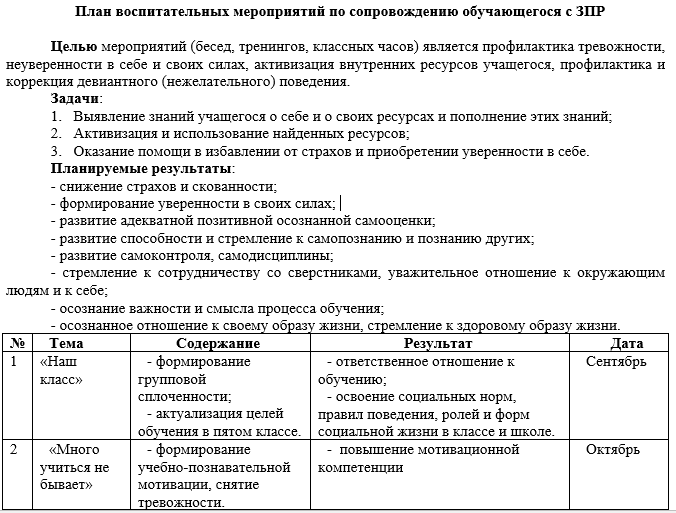 План воспитательных мероприятий по сопровождению обучающегося с ЗПР
Целью мероприятий (бесед, тренингов, классных часов) является профилактика тревожности,
неуверенности в себе и своих силах, активизация внутренних ресурсов учащегося, профилактика и
коррекция девиантного (нежелательного) поведения.
Задачи:
1. Выявление знаний учащегося о себе и о своих ресурсах и пополнение этих знаний;
2. Активизация и использование найденных ресурсов;
3. Оказание помощи в избавлении от страхов и приобретении уверенности в себе.
Планируемые результаты:
- снижение страхов и скованности;
- формирование уверенности в своих силах;
- развитие адекватной позитивной осознанной самооценки;
- развитие способности и стремление к самопознанию и познанию других;
- развитие самоконтроля, самодисциплины;
- стремление к сотрудничеству со сверстниками, уважительное отношение к окружающим
людям и к себе;
- осознание важности и смысла процесса обучения;
- осознанное отношение к своему образу жизни, стремление к здоровому образу жизни.
№ Тема Содержание Результат Дата
1 «Наш - формирование - ответственное отношение к Сентябрь
класс» групповой обучению;
сплоченности; - освоение социальных норм,
- актуализация целей правил поведения, ролей и форм
обучения в пятом классе. социальной жизни в классе и школе.
2 «Много - формирование - повышение мотивационной Октябрь
учиться не учебно-познавательной компетенции
бывает» мотивации, снятие
тревожности.